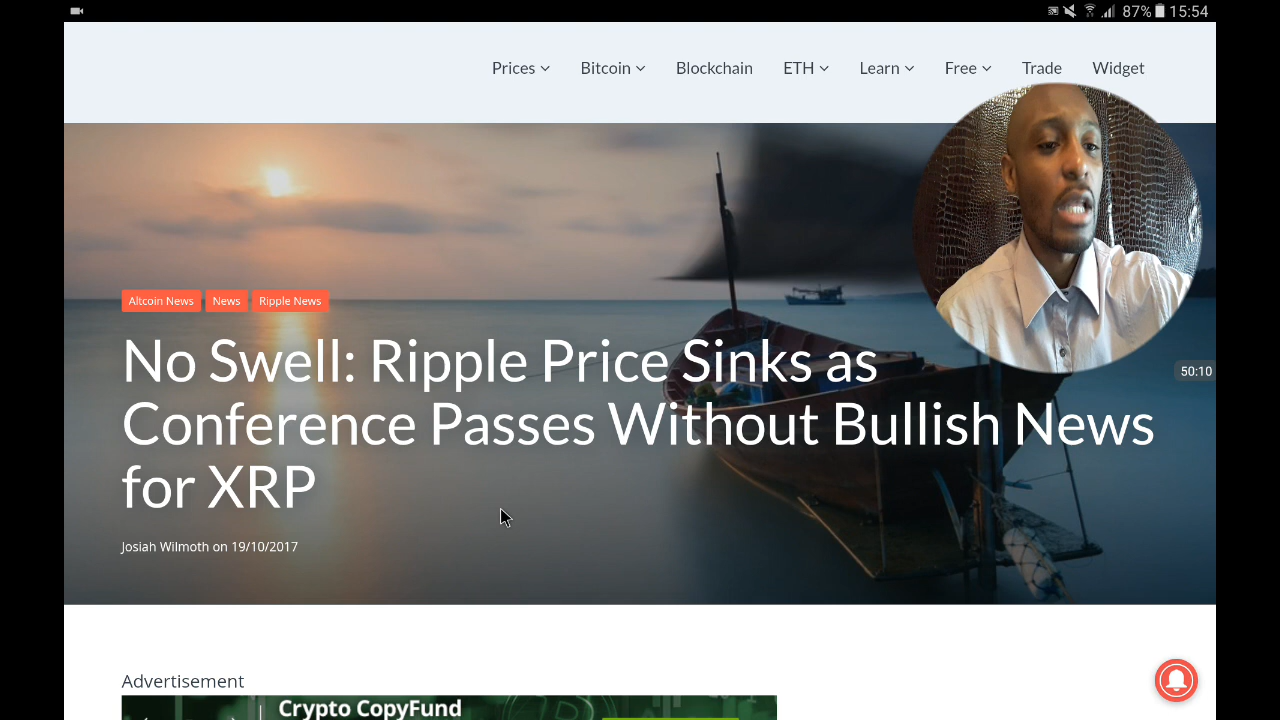 87% 15:54
Prices Bitcoin Blockchain ETH Learn Free Trade Widget
Altcoin News News Ripple News
No Swell: Ripple Price Sinks as
Conference Passes Without Bullish News
for XRP
50:10
Josiah Wilmoth on 19/10/2017
Advertisement
Crypto CopyFund